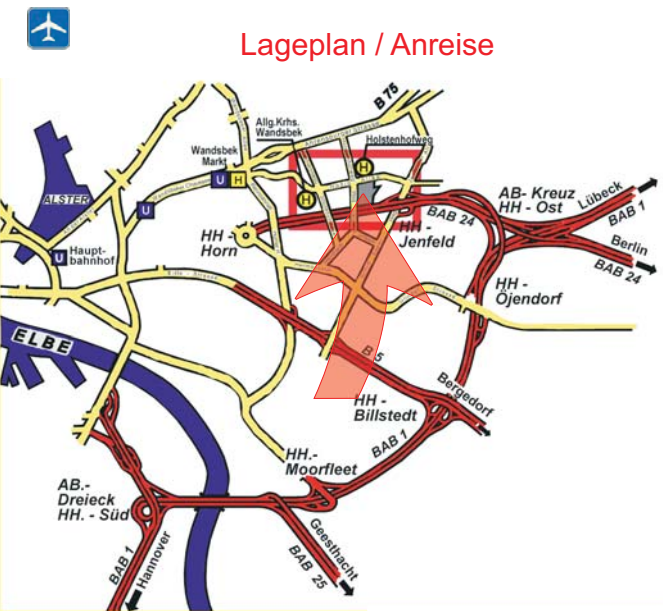 Lageplan / Anreise
B 75
Allg.Krhs.
Wandsbek
Holstenhofweg
Wandsbek
Markt
U
H
H
H
ALSTER
U
U
Haupt-
bahnhof
HH -
Horn
HH -
Jenfeld
BAB 24
AB- Kreuz
HH - Ost
Lübeck
BAB 1
Berlin
BAB 24
HH -
Öjendorf
ELBE
B 5
HH -
Billstedt
Bergedorf
BAB 1
HH.-
Moorfleet
AB.-
Dreieck
HH. - Süd
BAB 1
Hannover
Geesthacht
BAB 25